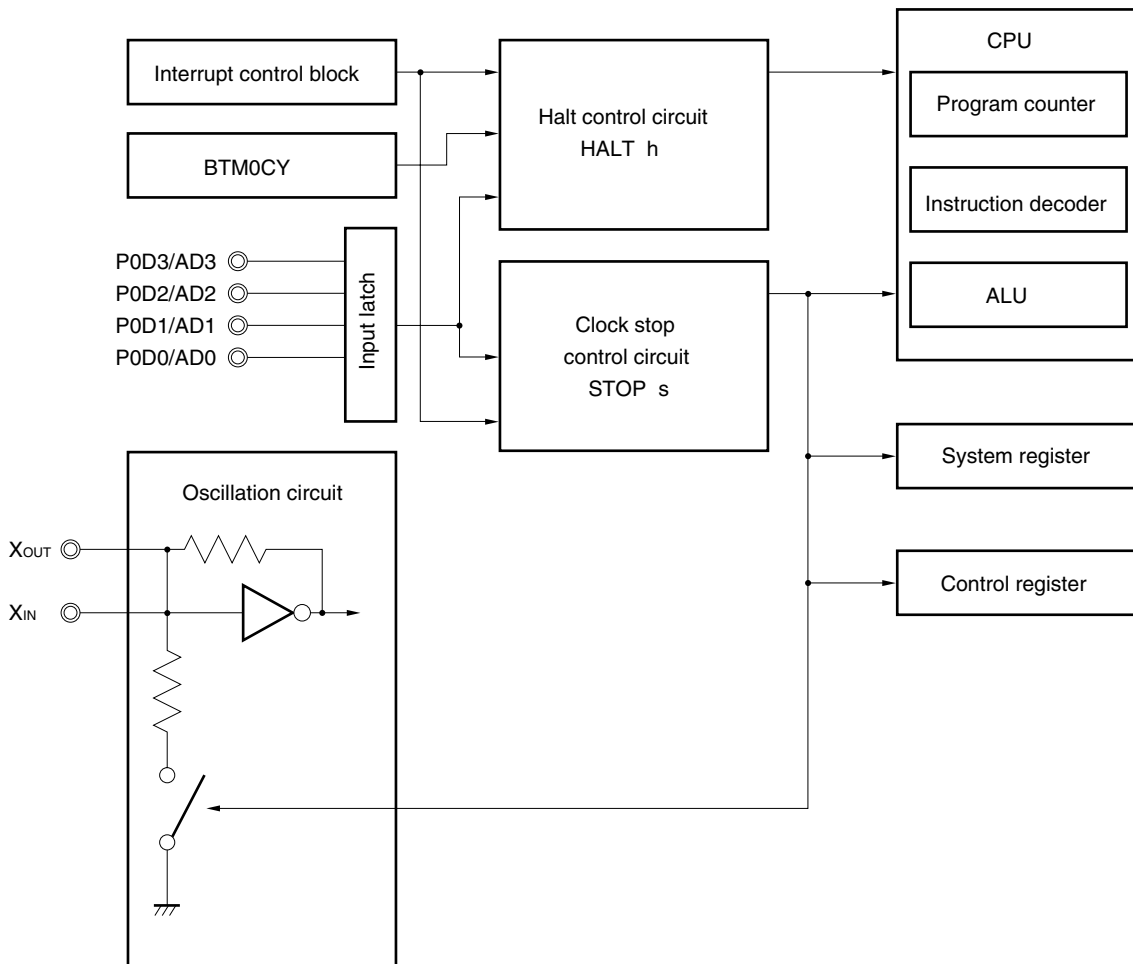 Interrupt control block
BTM0CY
P0D3/AD3
P0D2/AD2
P0D1/AD1
P0D0/AD0
Input latch
Halt control circuit
HALT h
Clock stop
control circuit
STOP s
CPU
Program counter
Instruction decoder
ALU
System register
Control register
Oscillation circuit
XOUT
XIN